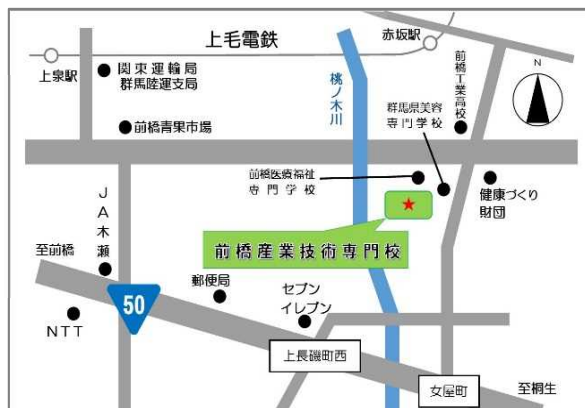 上毛電鉄
赤坂駅
上泉駅
関東運輸局
群馬陸運支局
前橋青果市場
桃ノ木川
前橋工業高校
群馬県美容
専門学校
N
前橋医療福祉
専門学校
健康づくり
財団
★
前橋産業技術専門校
JA木瀬
至前橋
50
郵便局
セブン
イレブン
NTT
上長磯町西
女屋町
至桐生